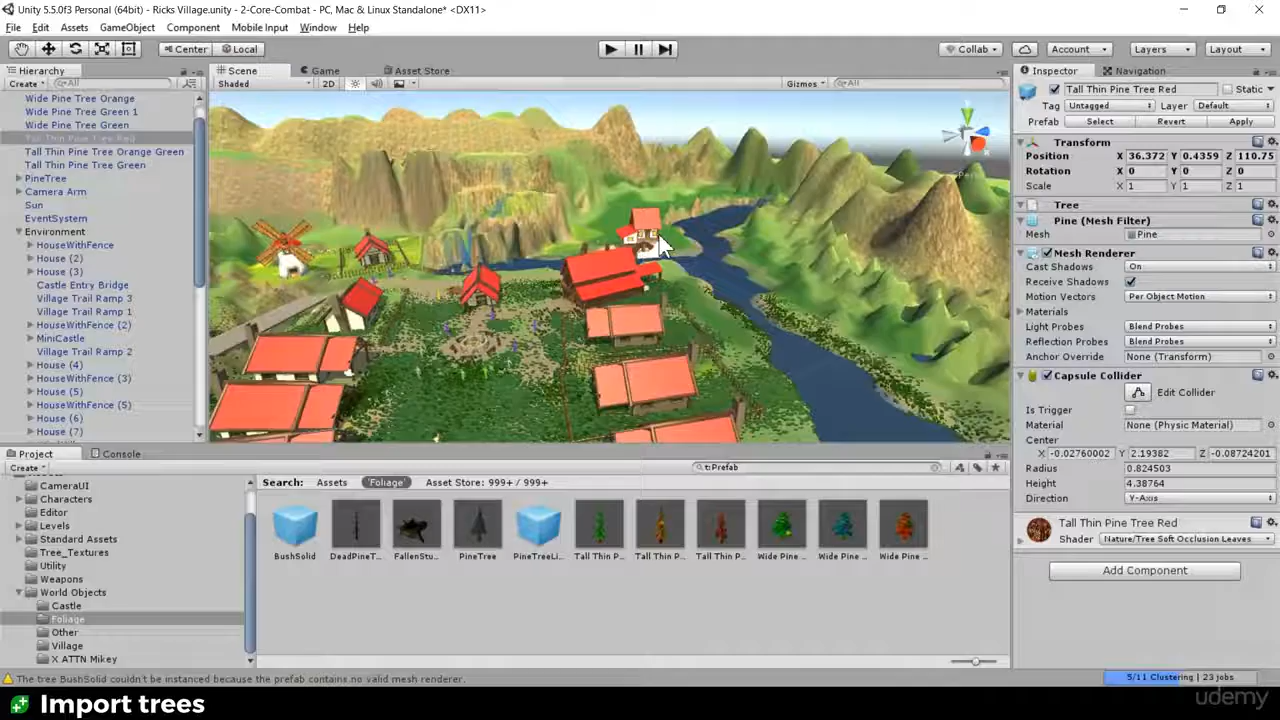 Unity 5.5.0f3 Personal (64bit) - Ricks Village.unity - 2-Core-Combat - PC, Mac & Linux Standalone* <DX11>
File Edit Assets GameObject Component Mobile Input Window Help
Center Local Collab Account Layers Layout
Hierarchy Scene Game Asset Store Inspector Navigation
Create All Shaded 2D Gizmos All
Wide Pine Tree Orange
Wide Pine Tree Green 1
Wide Pine Tree Green
Tall Thin Pine Tree Red
Tall Thin Pine Tree Orange Green
Tall Thin Pine Tree Green
PineTree
Camera Arm
Sun
EventSystem
Environment
HouseWithFence
House (2)
House (3)
Castle Entry Bridge
Village Trail Ramp 3
Village Trail Ramp 1
HouseWithFence (2)
MiniCastle
Village Trail Ramp 2
House (4)
HouseWithFence (3)
House (5)
HouseWithFence (5)
House (6)
House (7)
Tall Thin Pine Tree Red Static
Tag Untagged Layer Default
Prefab Select Revert Apply
Transform
Position X 36.372 Y 0.4359 Z 110.75
Rotation X 0 Y 0 Z 0
Scale X 1 Y 1 Z 1
Tree
Pine (Mesh Filter)
Mesh Pine
Mesh Renderer
Cast Shadows On
Receive Shadows
Motion Vectors Per Object Motion
Materials
Light Probes Blend Probes
Reflection Probes Blend Probes
Anchor Override None (Transform)
Capsule Collider
Edit Collider
Is Trigger
Material None (Physic Material)
Center
X -0.02760002 Y 2.19382 Z -0.08724201
Radius 0.824503
Height 4.38764
Direction Y-Axis
Tall Thin Pine Tree Red
Shader Nature/Tree Soft Occlusion Leaves
Add Component
Project Console
Create t:Prefab
CameraUI
Characters
Editor
Levels
Standard Assets
Tree_Textures
Utility
Weapons
World Objects
Castle
Foliage
Other
Village
X ATTN Mikey
Search: Assets 'Foliage' Asset Store: 999+ / 999+
BushSolid DeadPineT... FallenStu... PineTree PineTreeLi... Tall Thin P... Tall Thin P... Tall Thin P... Wide Pine ... Wide Pine ... Wide Pine ...
The tree BushSolid couldn't be instanced because the prefab contains no valid mesh renderer.
5/11 Clustering | 23 jobs
Import trees
udemy